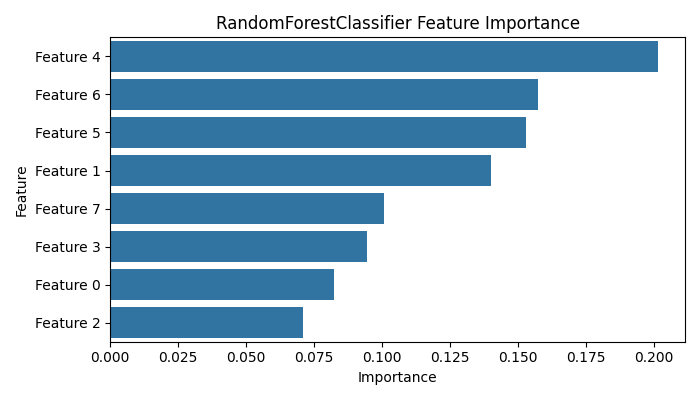 RandomForestClassifier Feature Importance
Feature 4
Feature 6
Feature 5
Feature 1
Feature 7
Feature 3
Feature 0
Feature 2
Feature
0.000 0.025 0.050 0.075 0.100 0.125 0.150 0.175 0.200
Importance